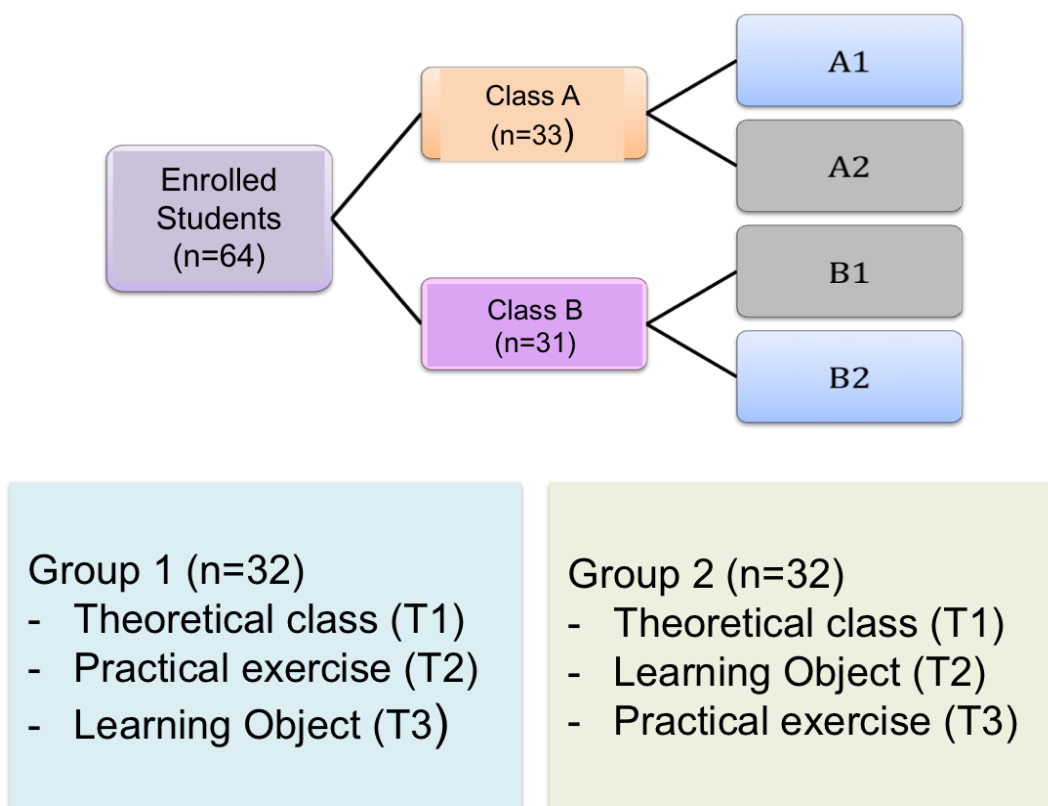 Enrolled
Students
(n=64)
Class A
(n=33)
Class B
(n=31)
A1
A2
B1
B2
Group 1 (n=32)
- Theoretical class (T1)
- Practical exercise (T2)
- Learning Object (T3)
Group 2 (n=32)
- Theoretical class (T1)
- Learning Object (T2)
- Practical exercise (T3)